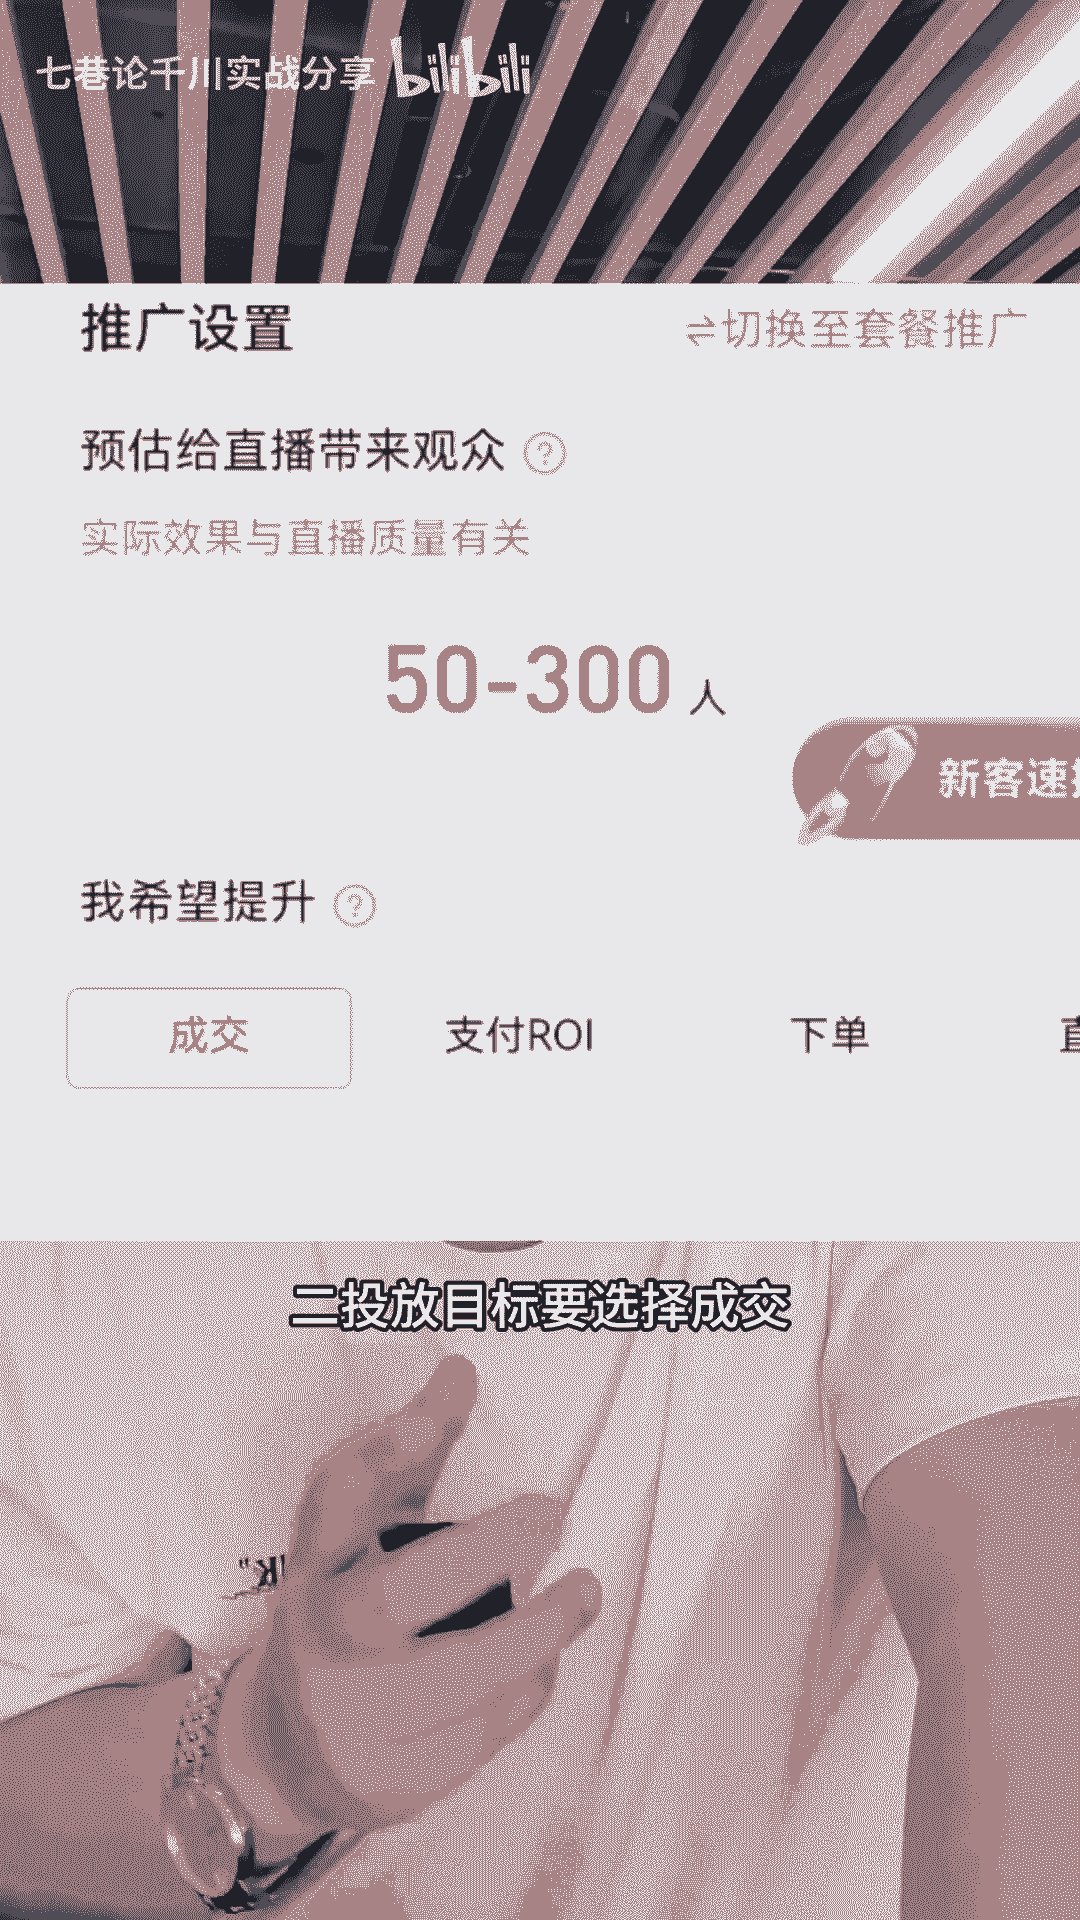 七巷论千川实战分享 bilibili
推广设置
⇌切换至套餐推广
预估给直播带来观众 ?
实际效果与直播质量有关
50-300 人
新客速
我希望提升 ?
成交
支付ROI
下单
二投放目标要选择成交